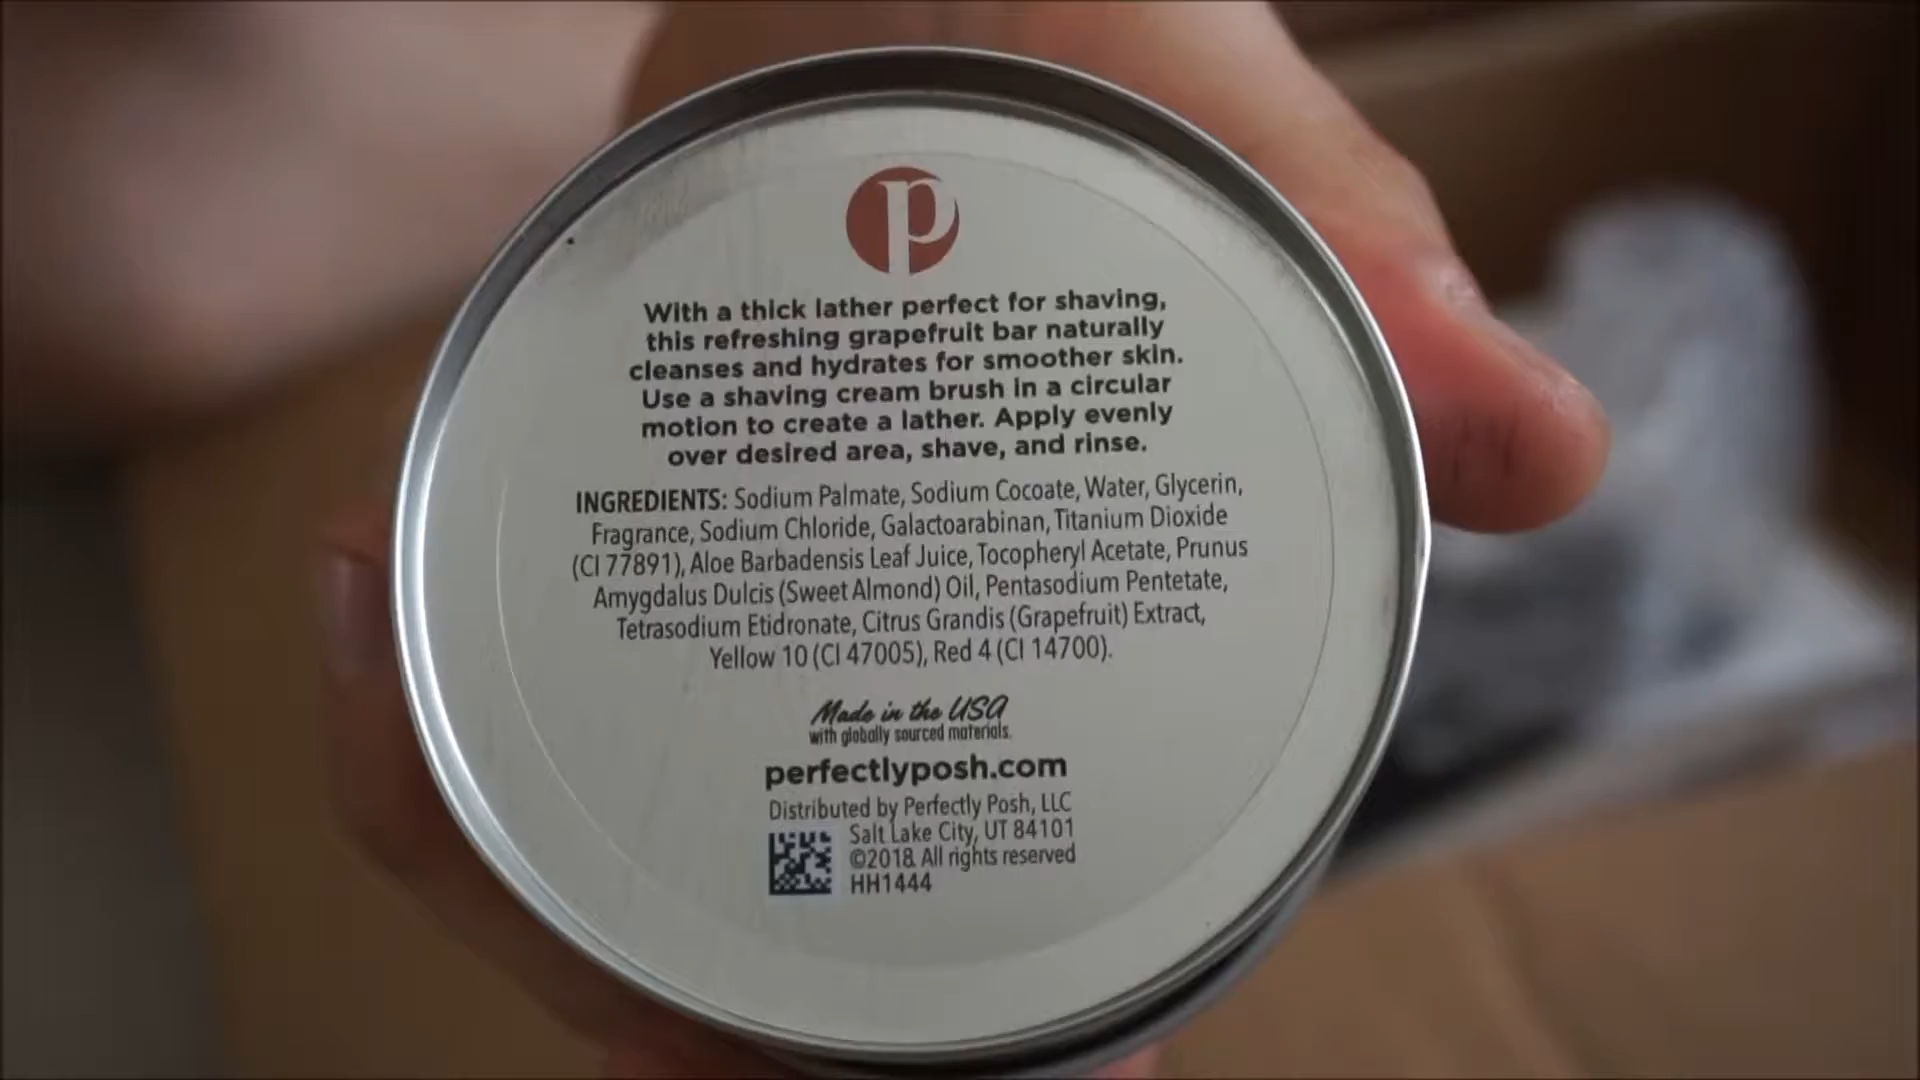 p
With a thick lather perfect for shaving,
this refreshing grapefruit bar naturally
cleanses and hydrates for smoother skin.
Use a shaving cream brush in a circular
motion to create a lather. Apply evenly
over desired area, shave, and rinse.
INGREDIENTS: Sodium Palmate, Sodium Cocoate, Water, Glycerin,
Fragrance, Sodium Chloride, Galactoarabinan, Titanium Dioxide
(CI 77891), Aloe Barbadensis Leaf Juice, Tocopheryl Acetate, Prunus
Amygdalus Dulcis (Sweet Almond) Oil, Pentasodium Pentetate,
Tetrasodium Etidronate, Citrus Grandis (Grapefruit) Extract,
Yellow 10 (CI 47005), Red 4 (CI 14700).
Made in the USA
with globally sourced materials.
perfectlyposh.com
Distributed by Perfectly Posh, LLC
Salt Lake City, UT 84101
©2018 All rights reserved
HH1444